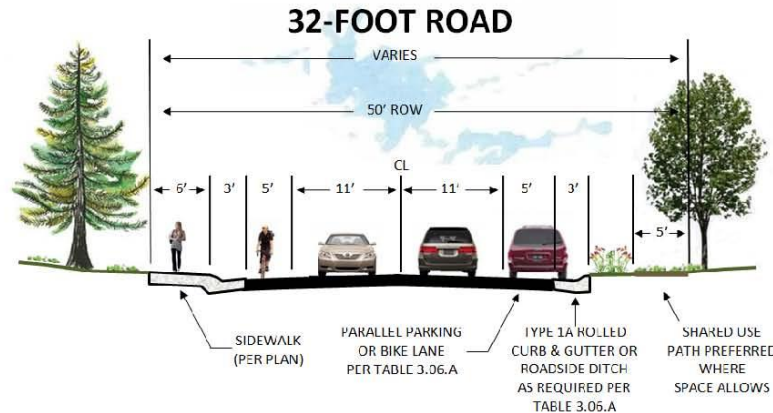 32-FOOT ROAD
VARIES
50' ROW
CL
6' 3' 5' 11' 11' 5' 3' 5'
SIDEWALK
(PER PLAN)
PARALLEL PARKING
OR BIKE LANE
PER TABLE 3.06.A
TYPE 1A ROLLED
CURB & GUTTER OR
ROADSIDE DITCH
AS REQUIRED PER
TABLE 3.06.A
SHARED USE
PATH PREFERRED
WHERE
SPACE ALLOWS